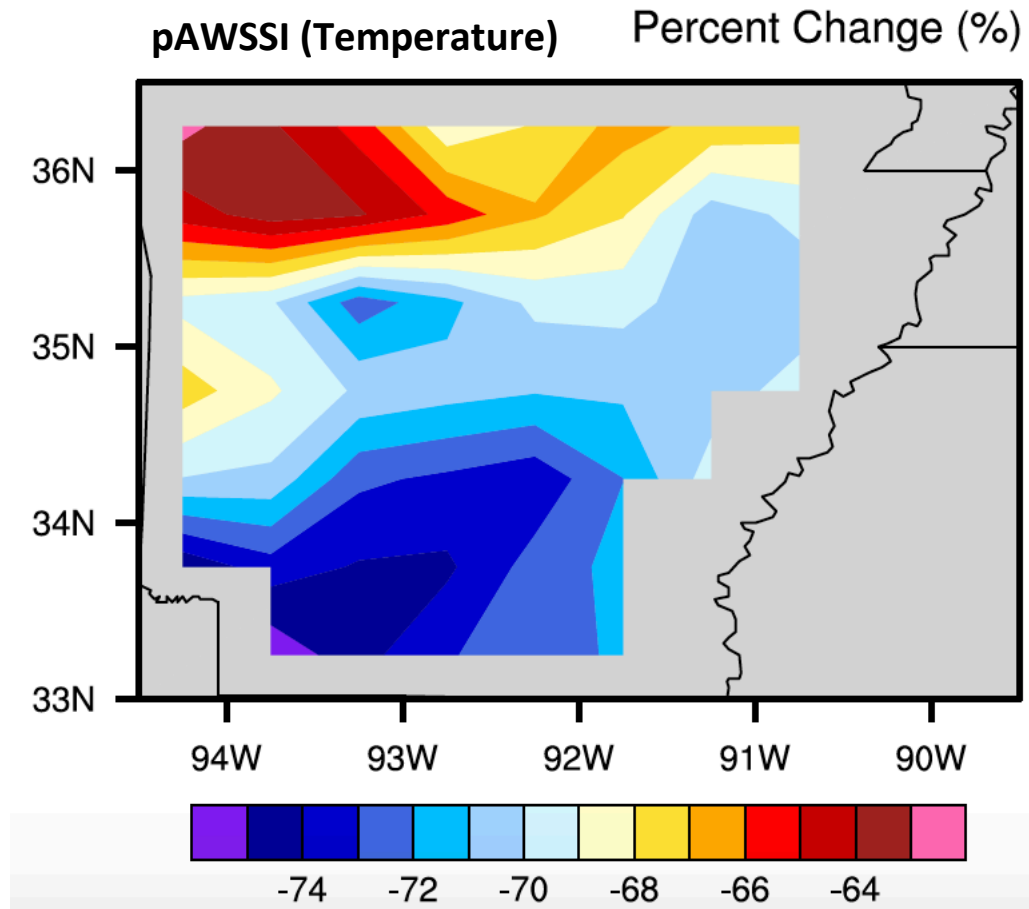 pAWSSI (Temperature) Percent Change (%)
36N
35N
34N
33N
94W 93W 92W 91W 90W
-74 -72 -70 -68 -66 -64